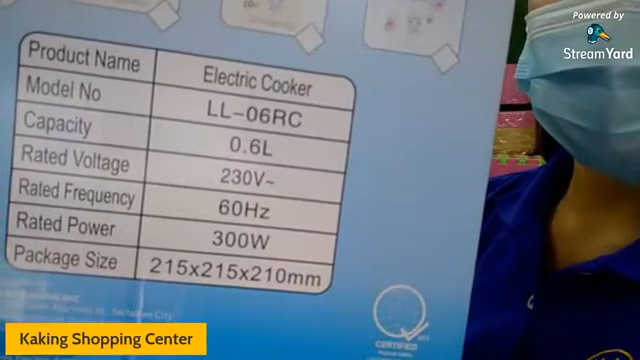 Powered by
StreamYard
Product Name Electric Cooker
Model No LL-06RC
Capacity 0.6L
Rated Voltage 230V~
Rated Frequency 60Hz
Rated Power 300W
Package Size 215x215x210mm
City
CERTIFIED
Kaking Shopping Center